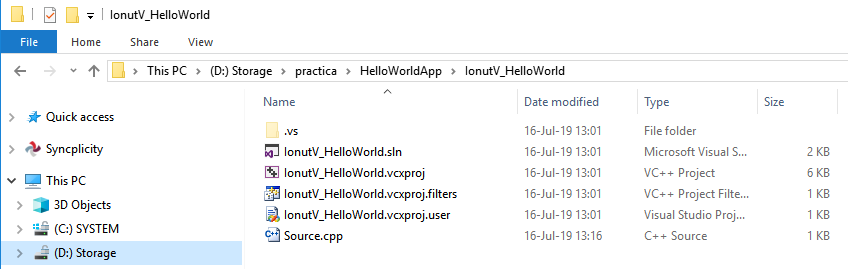 IonutV_HelloWorld
File Home Share View
This PC (D:) Storage practica HelloWorldApp IonutV_HelloWorld
Quick access
Syncplicity
This PC
3D Objects
(C:) SYSTEM
(D:) Storage
Name Date modified Type Size
.vs 16-Jul-19 13:01 File folder
IonutV_HelloWorld.sln 16-Jul-19 13:01 Microsoft Visual S... 2 KB
IonutV_HelloWorld.vcxproj 16-Jul-19 13:01 VC++ Project 6 KB
IonutV_HelloWorld.vcxproj.filters 16-Jul-19 13:01 VC++ Project Filte... 1 KB
IonutV_HelloWorld.vcxproj.user 16-Jul-19 13:01 Visual Studio Proj... 1 KB
Source.cpp 16-Jul-19 13:16 C++ Source 1 KB